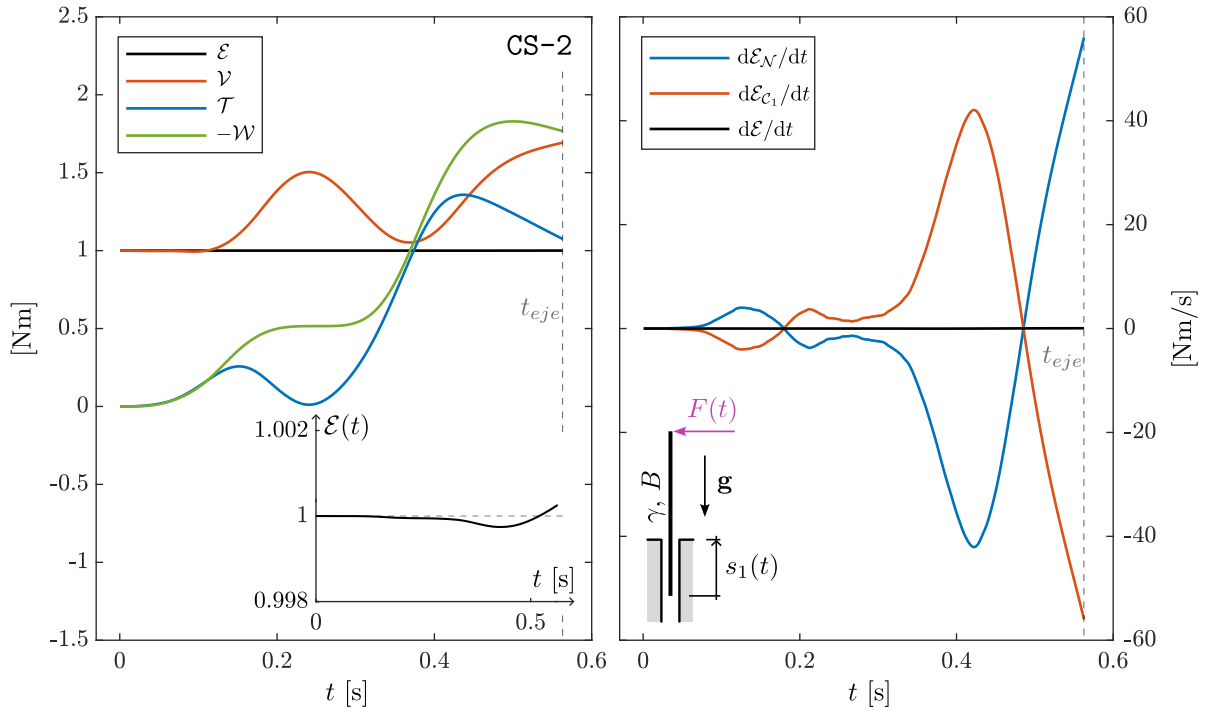 CS-2
ℰ
𝒱
𝒯
−𝒲
2.5
2
1.5
1
0.5
0
-0.5
-1
-1.5
[Nm]
t_eje
ℰ(t)
1.002
1
0.998
0
0.5
t [s]
0
0.2
0.4
0.6
t [s]
dℰ_𝒩/dt
dℰ_𝒞₁/dt
dℰ/dt
60
40
20
0
-20
-40
-60
[Nm/s]
t_eje
F(t)
g
γ, B
s₁(t)
0
0.2
0.4
0.6
t [s]